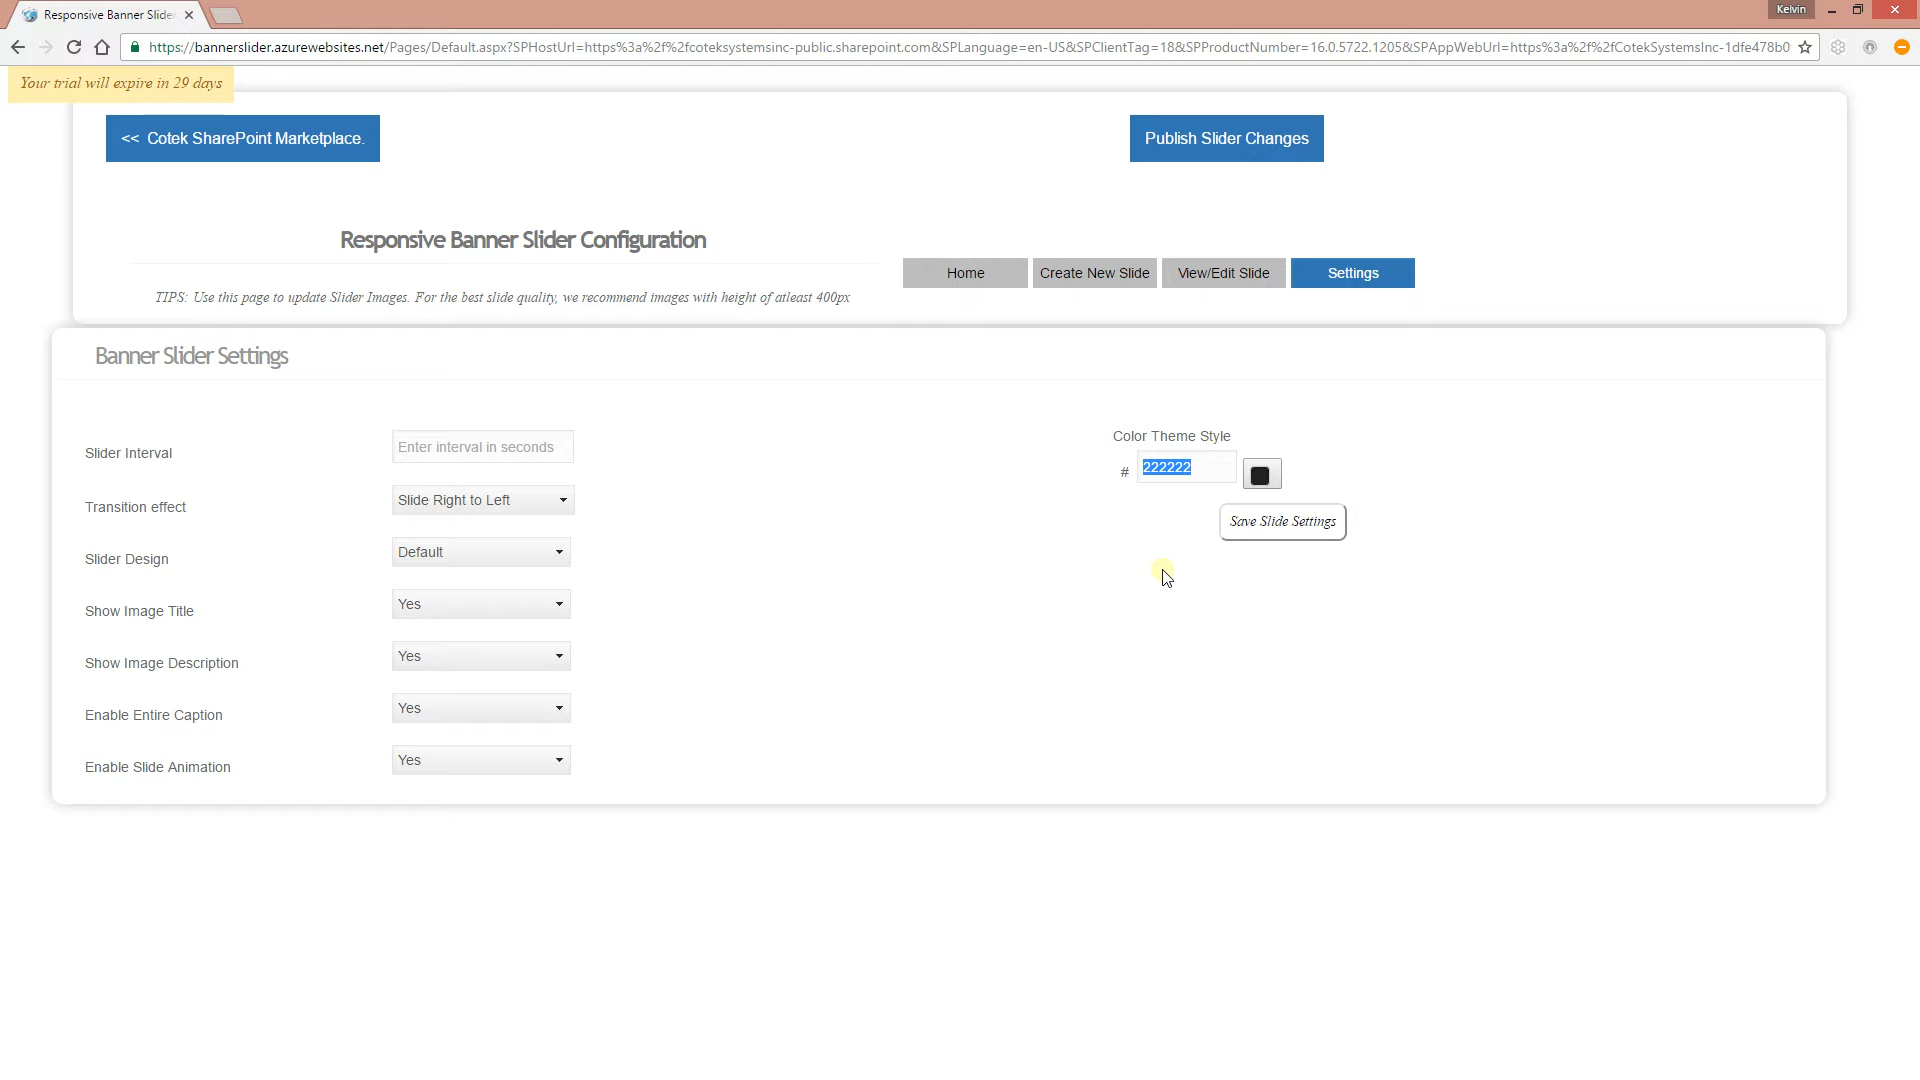 Responsive Banner Slider
Kelvin
https://bannerslider.azurewebsites.net/Pages/Default.aspx?SPHostUrl=https%3a%2f%2fcoteksystemsinc-public.sharepoint.com&SPLanguage=en-US&SPClientTag=18&SPProductNumber=16.0.5722.1205&SPAppWebUrl=https%3a%2f%2fCotekSystemsInc-1dfe478b0
Your trial will expire in 29 days
<< Cotek SharePoint Marketplace.
Publish Slider Changes
Responsive Banner Slider Configuration
Home
Create New Slide
View/Edit Slide
Settings
TIPS: Use this page to update Slider Images. For the best slide quality, we recommend images with height of atleast 400px
Banner Slider Settings
Slider Interval
Enter interval in seconds
Transition effect
Slide Right to Left
Slider Design
Default
Show Image Title
Yes
Show Image Description
Yes
Enable Entire Caption
Yes
Enable Slide Animation
Yes
Color Theme Style
# 222222
Save Slide Settings